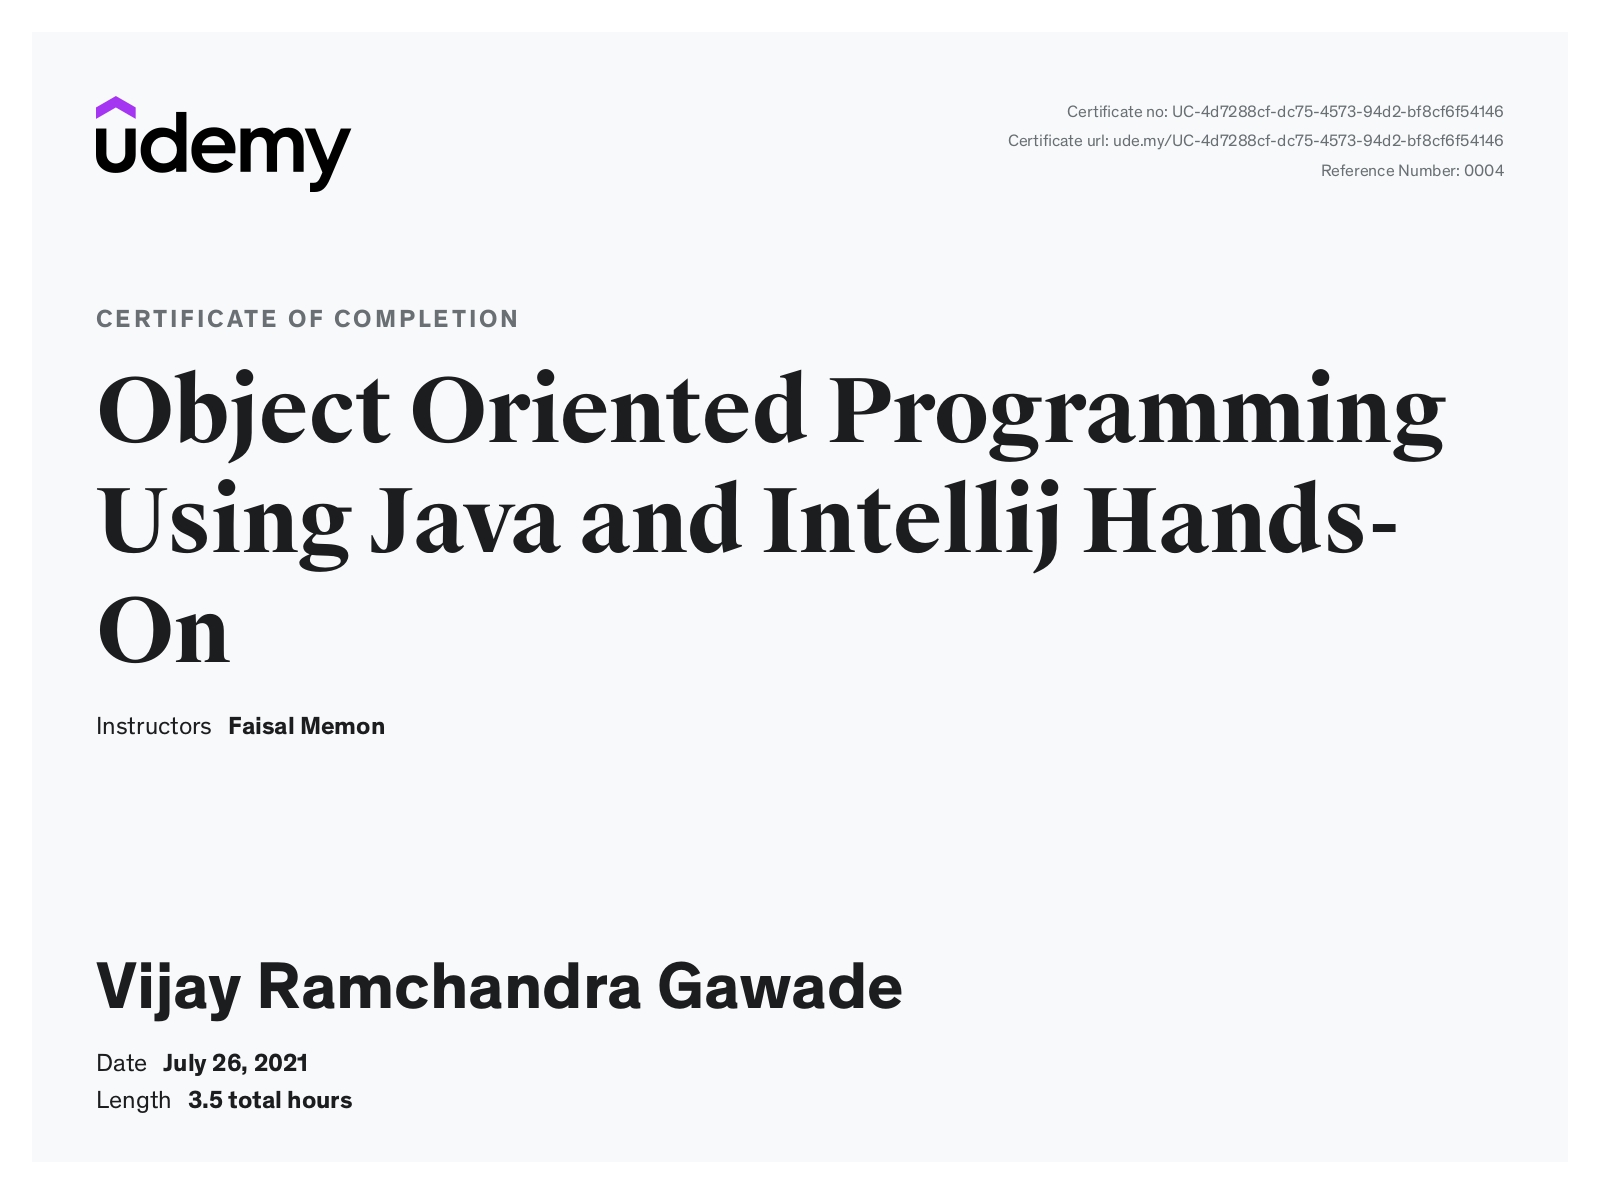 udemy
Certificate no: UC-4d7288cf-dc75-4573-94d2-bf8cf6f54146
Certificate url: ude.my/UC-4d7288cf-dc75-4573-94d2-bf8cf6f54146
Reference Number: 0004
CERTIFICATE OF COMPLETION
Object Oriented Programming
Using Java and Intellij Hands-
On
Instructors Faisal Memon
Vijay Ramchandra Gawade
Date July 26, 2021
Length 3.5 total hours